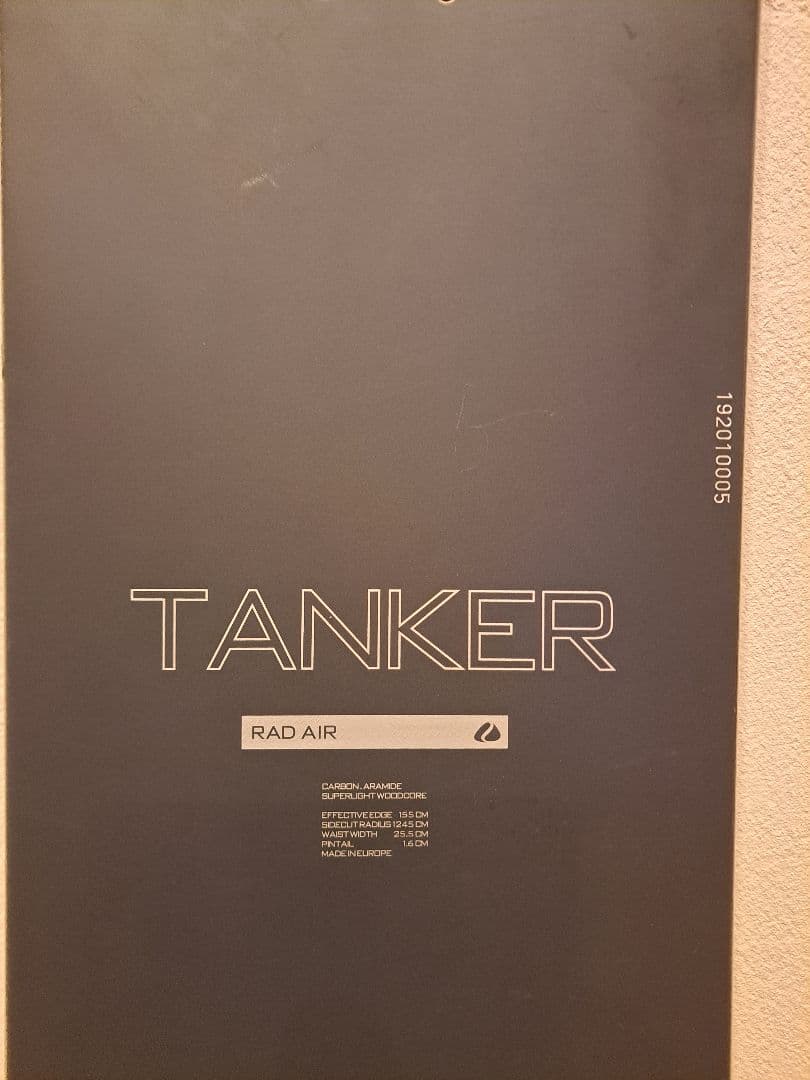 192010005
TANKER
RAD AIR
CARBON . ARAMIDE
SUPERLIGHT WOODCORE
EFFECTIVE EDGE 155 CM
SIDECUT RADIUS 1245 CM
WAIST WIDTH 25.5 CM
PINTAIL 1.6 CM
MADE IN EUROPE